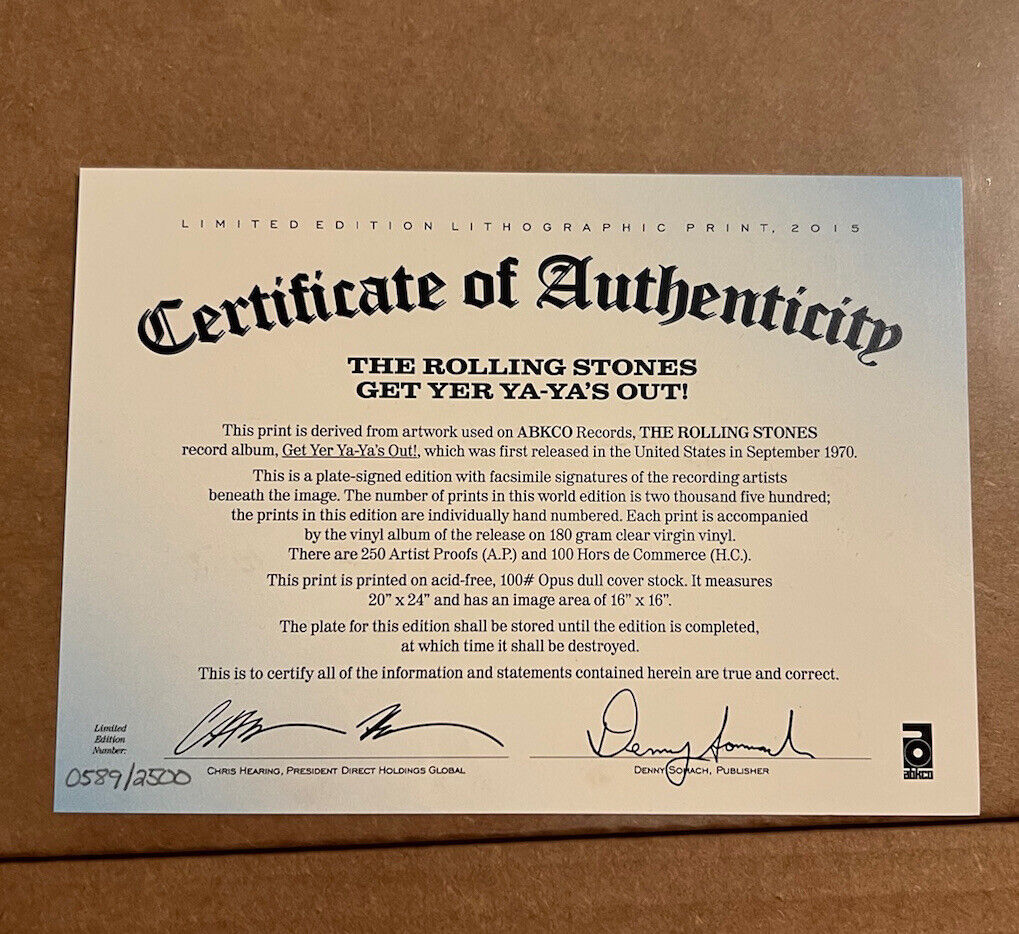 LIMITED EDITION LITHOGRAPHIC PRINT, 2015
Certificate of Authenticity
THE ROLLING STONES
GET YER YA-YA'S OUT!
This print is derived from artwork used on ABKCO Records, THE ROLLING STONES
record album, Get Yer Ya-Ya's Out!, which was first released in the United States in September 1970.
This is a plate-signed edition with facsimile signatures of the recording artists
beneath the image. The number of prints in this world edition is two thousand five hundred;
the prints in this edition are individually hand numbered. Each print is accompanied
by the vinyl album of the release on 180 gram clear virgin vinyl.
There are 250 Artist Proofs (A.P.) and 100 Hors de Commerce (H.C.).
This print is printed on acid-free, 100# Opus dull cover stock. It measures
20" x 24" and has an image area of 16" x 16".
The plate for this edition shall be stored until the edition is completed,
at which time it shall be destroyed.
This is to certify all of the information and statements contained herein are true and correct.
Limited
Edition
Number:
0589/2500
CHRIS HEARING, PRESIDENT DIRECT HOLDINGS GLOBAL
Denny Somach
DENNY SOMACH, PUBLISHER
abkco